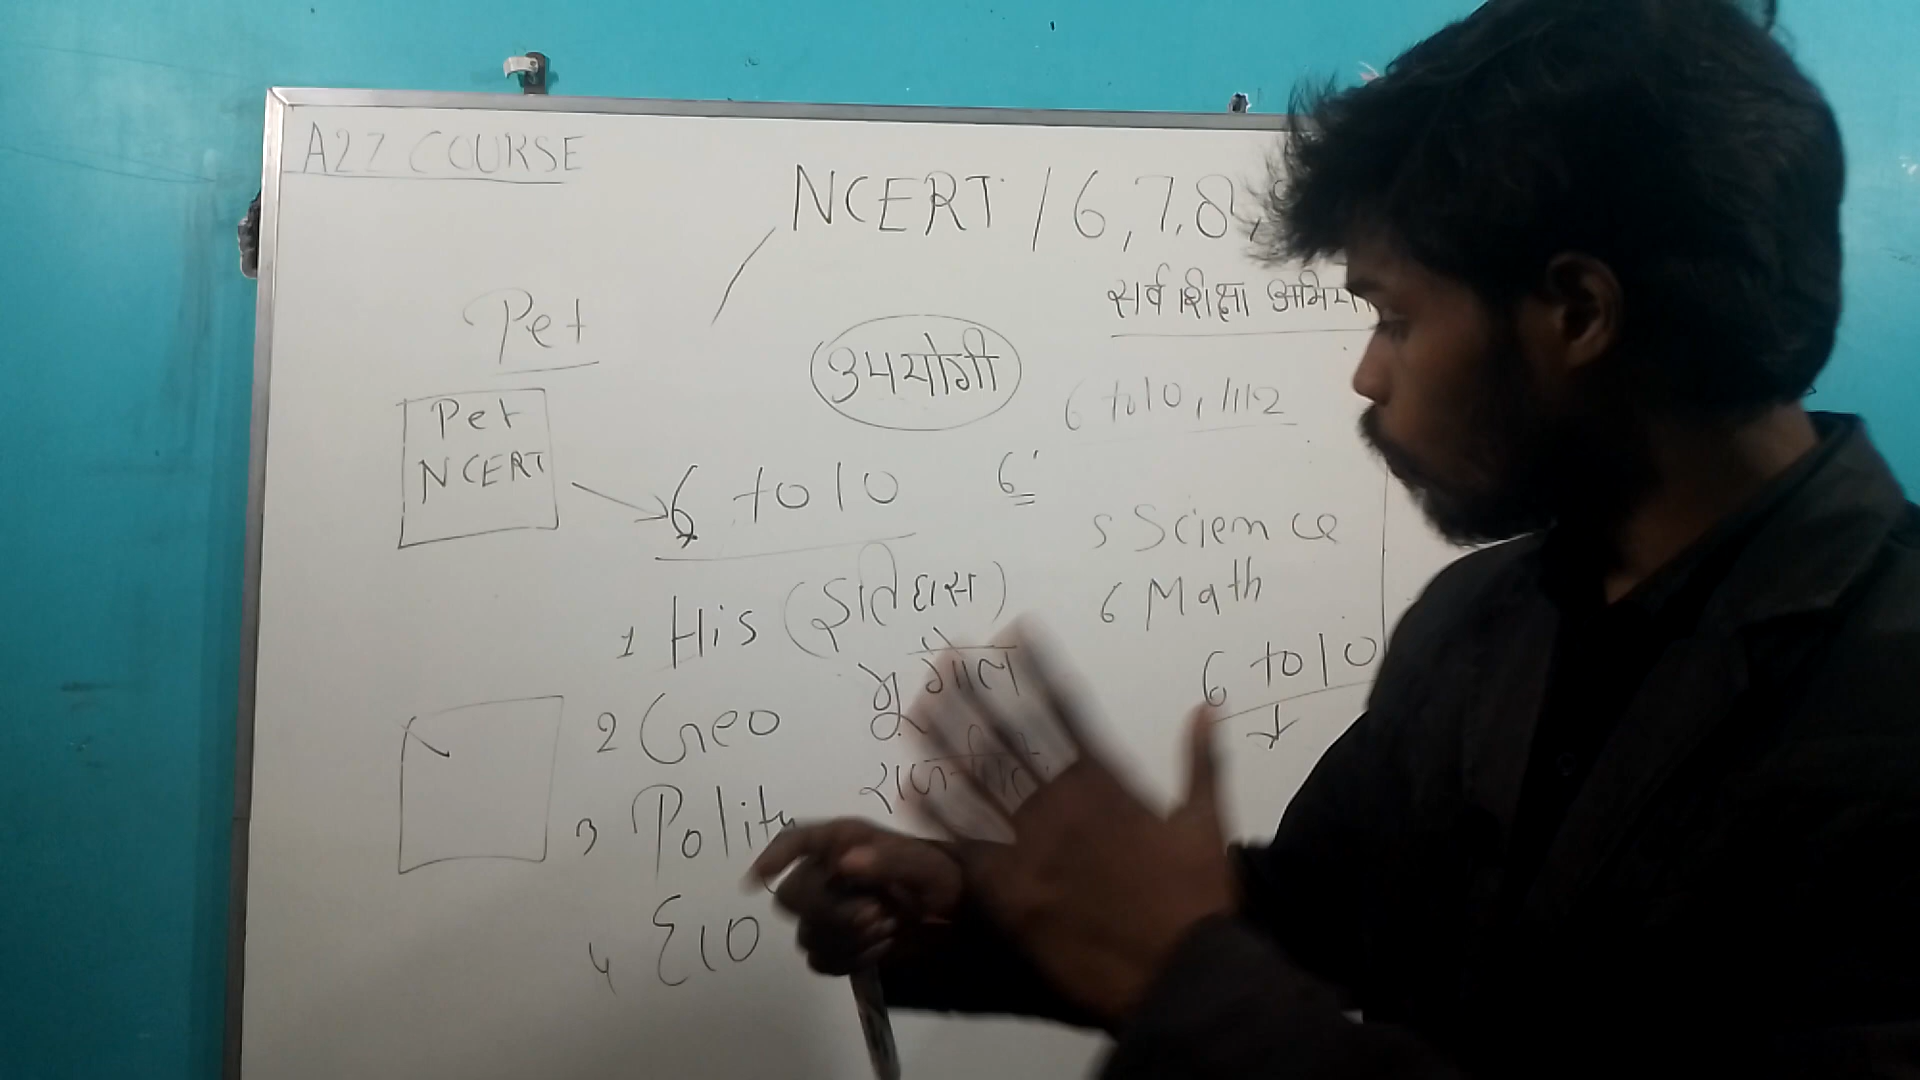 A2Z COURSE
NCERT / 6, 7, 8,
सर्व शिक्षा
Pet
उपयोगी
6 to 10, 11 12
Pet
NCERT
6 to 10
6
5 Science
6 Math
6 to 10
1 His (इतिहास)
2 Geo भूगोल
3 Polity
4